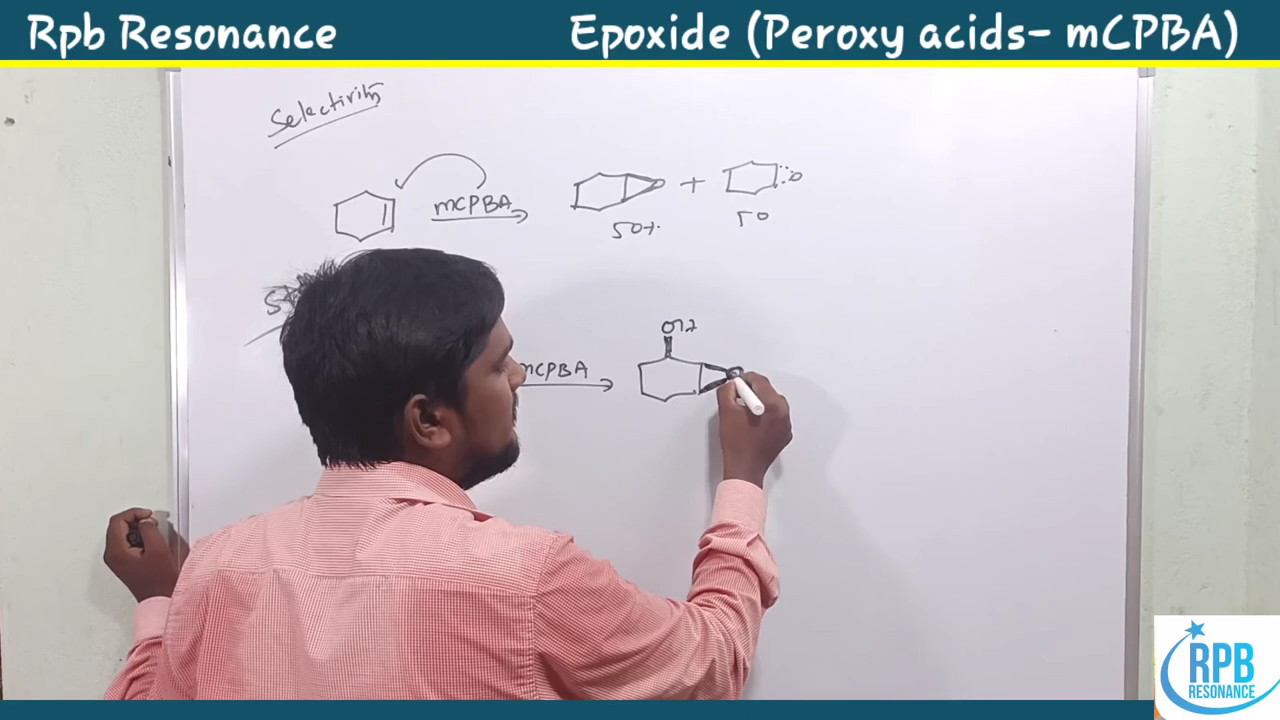 Rpb Resonance
Epoxide (Peroxy acids- mCPBA)
Selectivity
mCPBA
+
O
50%
50
OH
mCPBA
RPB
RESONANCE